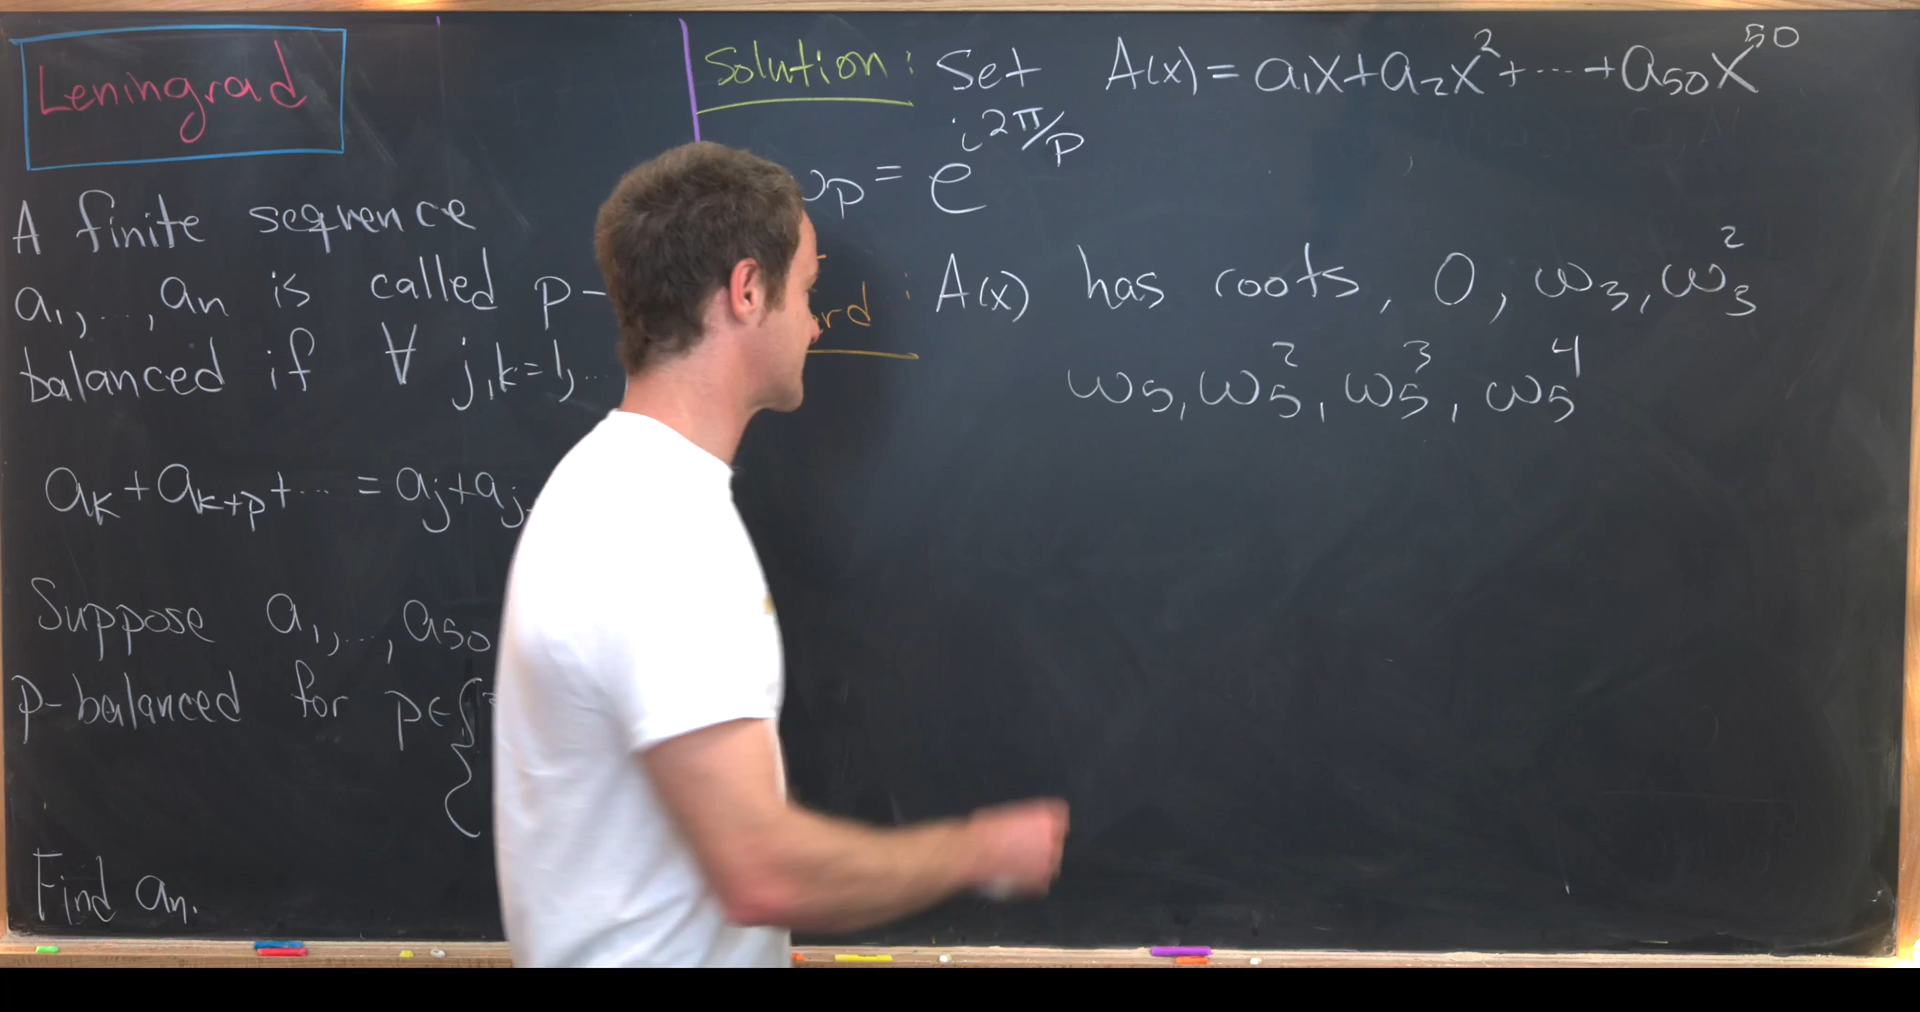 Leningrad
A finite sequence
a₁, ..., aₙ is called p-
balanced if ∀ j,k=1, ...
aₖ + aₖ₊ₚ + ... = aⱼ + aⱼ
Suppose a₁, ..., a₅₀
p-balanced for p∈{
Find aₙ.
Solution: Set A(x) = a₁x + a₂x² + ... + a₅₀x⁵⁰
ωₚ = e^{i2π/p}
A(x) has roots, 0, ω₃, ω₃²
ω₅, ω₅², ω₅³, ω₅⁴